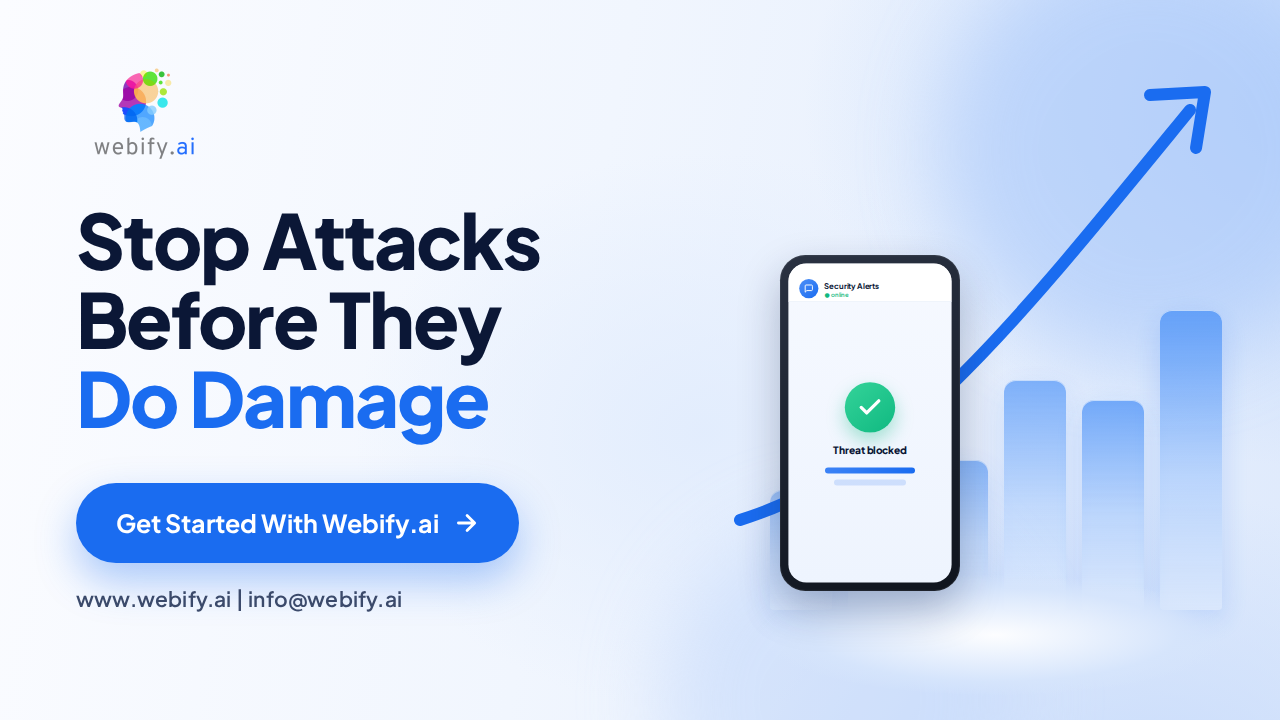 webify.ai
Stop Attacks
Before They
Do Damage
Get Started With Webify.ai
www.webify.ai | info@webify.ai
Security Alerts
online
Threat blocked